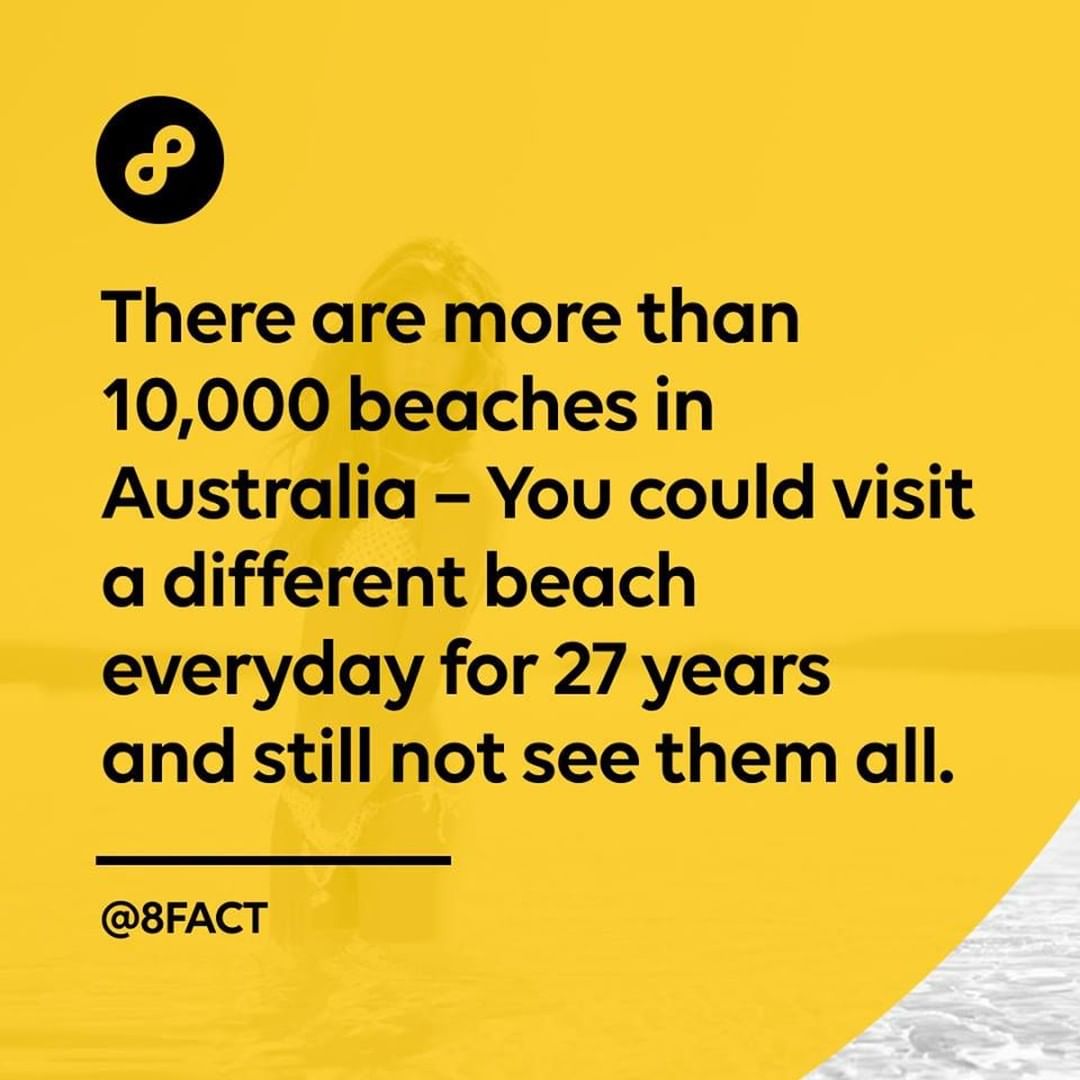 There are more than
10,000 beaches in
Australia – You could visit
a different beach
everyday for 27 years
and still not see them all.
@8FACT